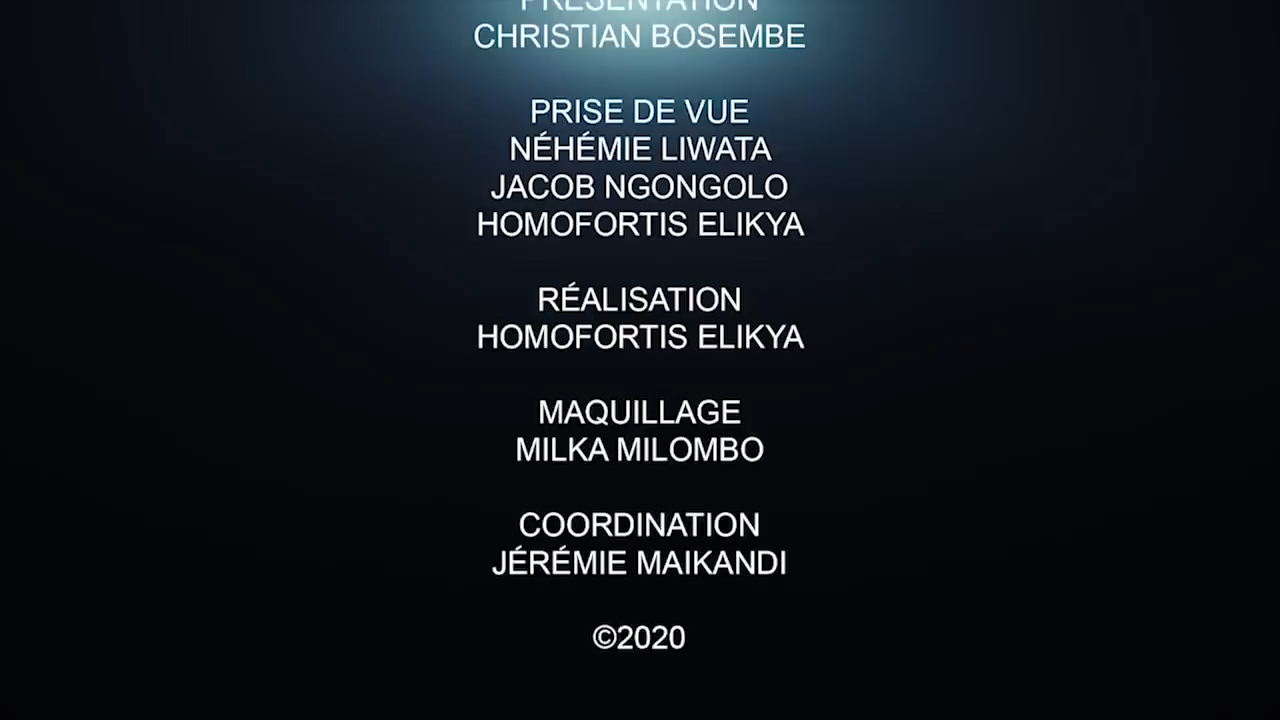 PRÉSENTATION
CHRISTIAN BOSEMBE
PRISE DE VUE
NÉHÉMIE LIWATA
JACOB NGONGOLO
HOMOFORTIS ELIKYA
RÉALISATION
HOMOFORTIS ELIKYA
MAQUILLAGE
MILKA MILOMBO
COORDINATION
JÉRÉMIE MAIKANDI
©2020